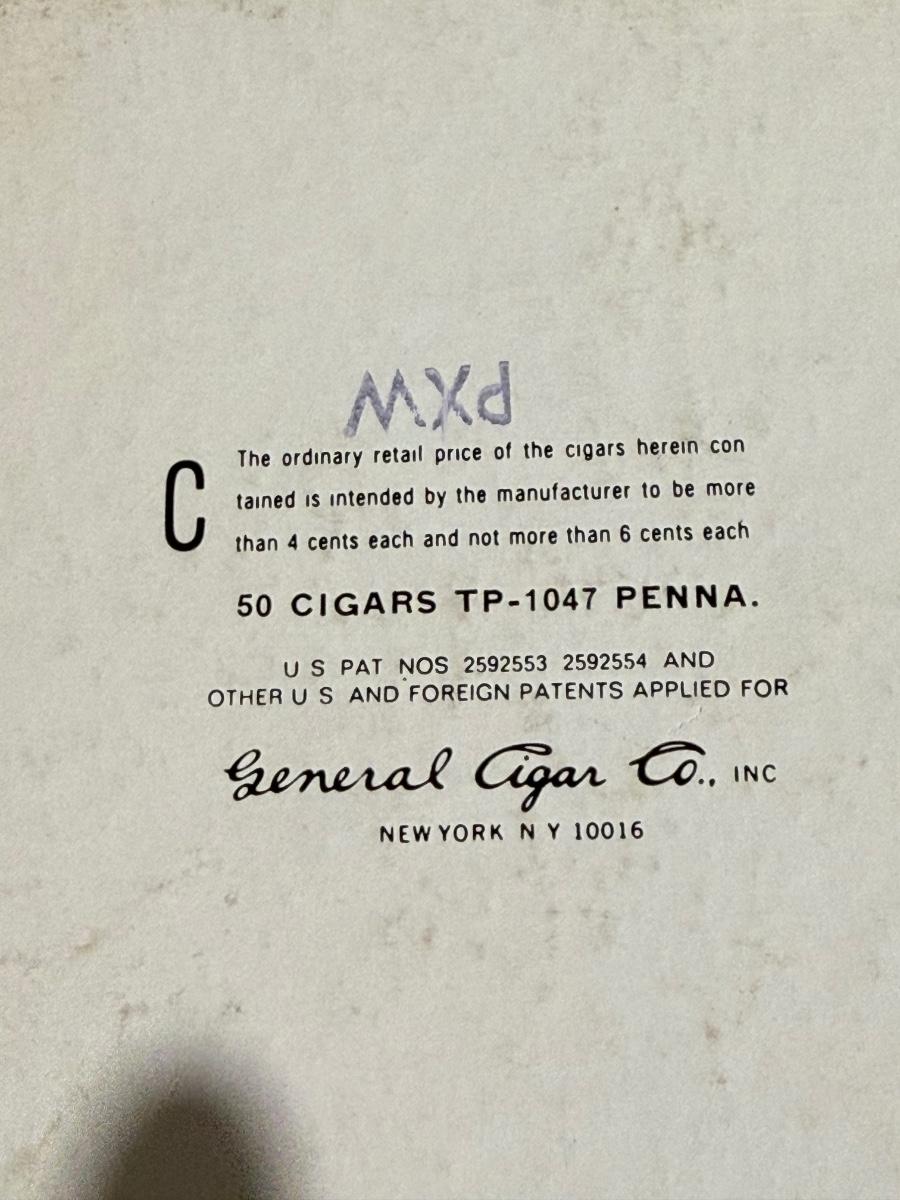 PXW
C
The ordinary retail price of the cigars herein con
tained is intended by the manufacturer to be more
than 4 cents each and not more than 6 cents each
50 CIGARS TP-1047 PENNA.
U S PAT NOS 2592553 2592554 AND
OTHER U S AND FOREIGN PATENTS APPLIED FOR
General Cigar Co., INC
NEW YORK N Y 10016